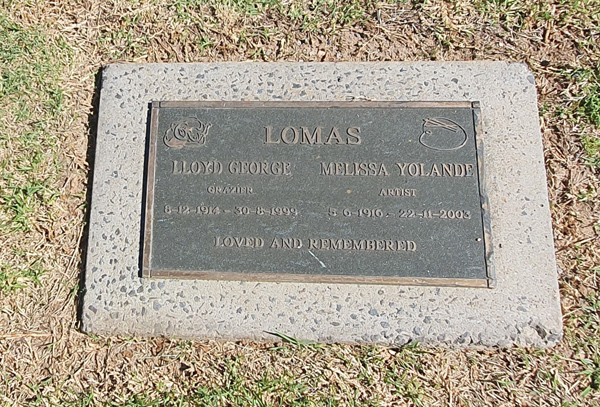 LOMAS
LLOYD GEORGE MELISSA YOLANDE
GRAZIER ARTIST
8-12-1914 - 30-8-1999 5-6-1916 - 22-11-2003
LOVED AND REMEMBERED